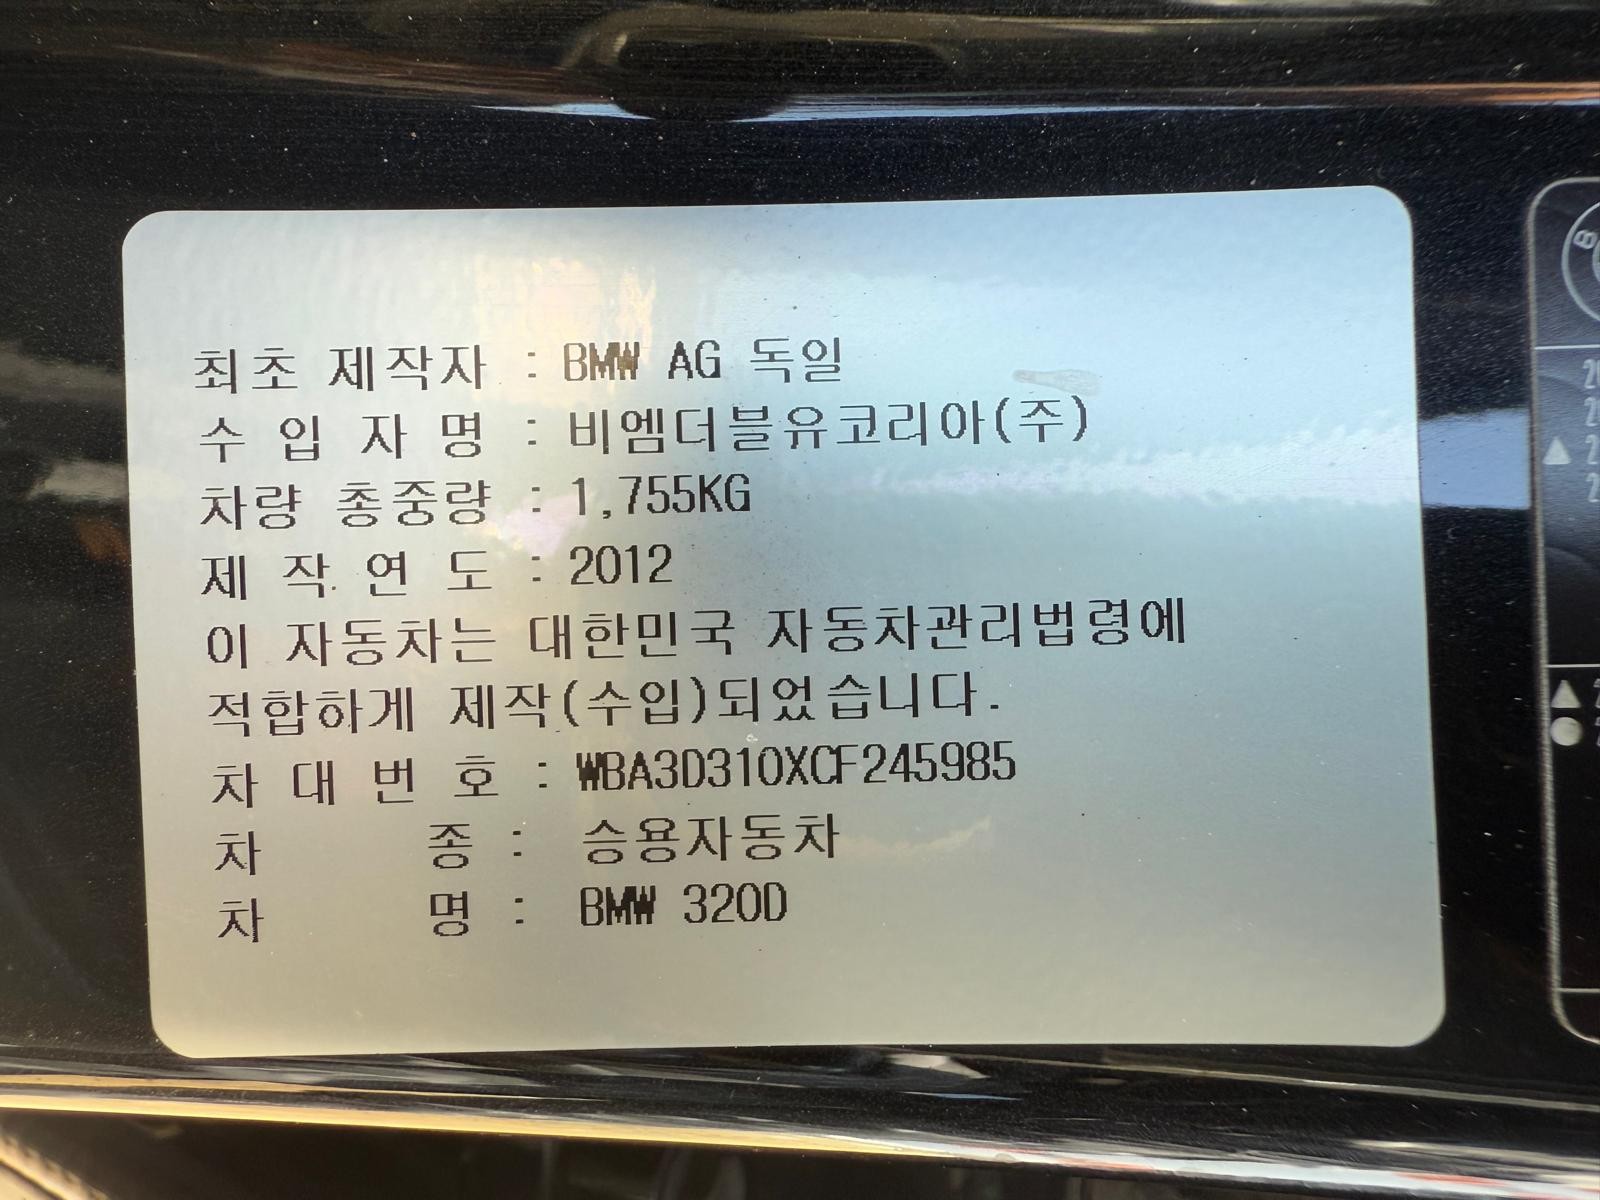 최초 제작자 : BMW AG 독일
수 입 자 명 : 비엠더블유코리아(주)
차량 총중량 : 1,755KG
제 작 연 도 : 2012
이 자동차는 대한민국 자동차관리법령에
적합하게 제작(수입)되었습니다.
차 대 번 호 : WBA3D310XCF245985
차 종 : 승용자동차
차 명 : BMW 320D